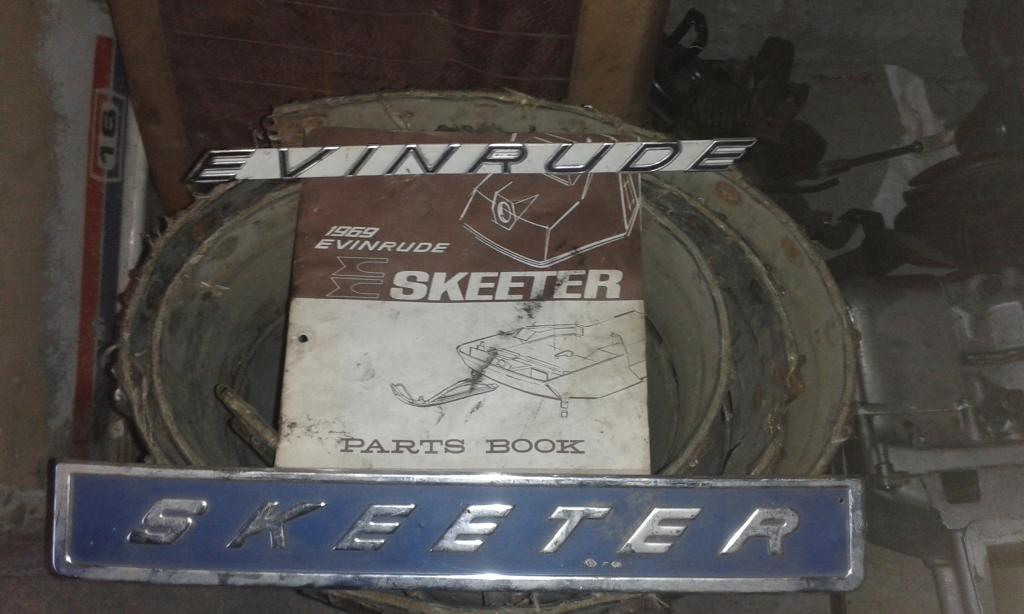 EVINRUDE
1969
EVINRUDE
SKEETER
PARTS BOOK
SKEETER
16